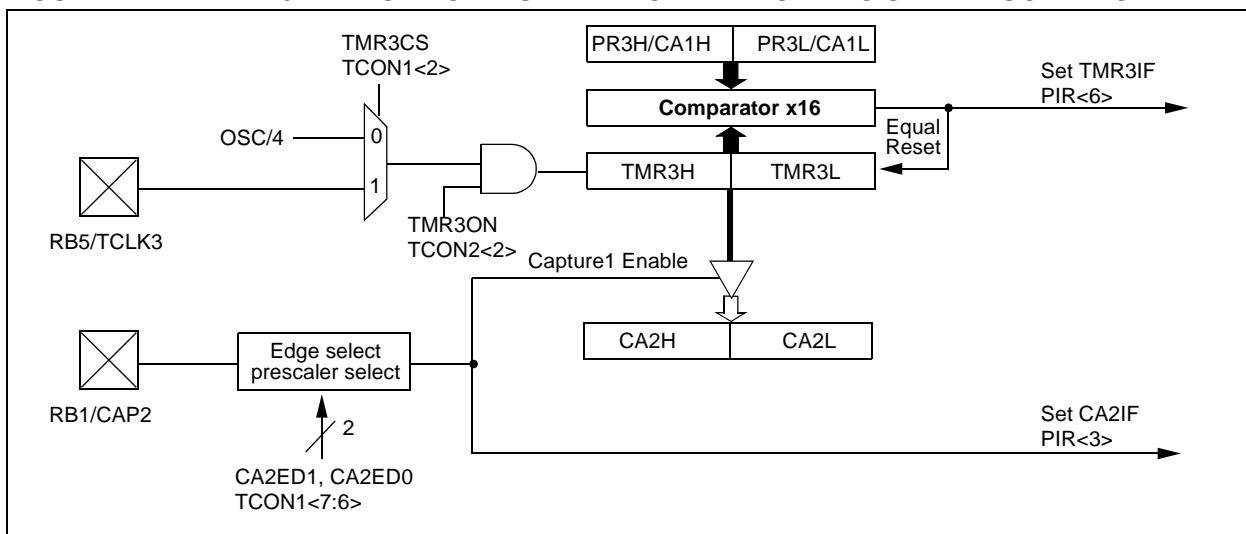 TMR3CS
TCON1<2>
PR3H/CA1H PR3L/CA1L
Set TMR3IF
PIR<6>
Comparator x16
OSC/4
0
Equal
Reset
1
TMR3H TMR3L
RB5/TCLK3
TMR3ON
TCON2<2>
Capture1 Enable
CA2H CA2L
Edge select
prescaler select
RB1/CAP2
2
Set CA2IF
PIR<3>
CA2ED1, CA2ED0
TCON1<7:6>